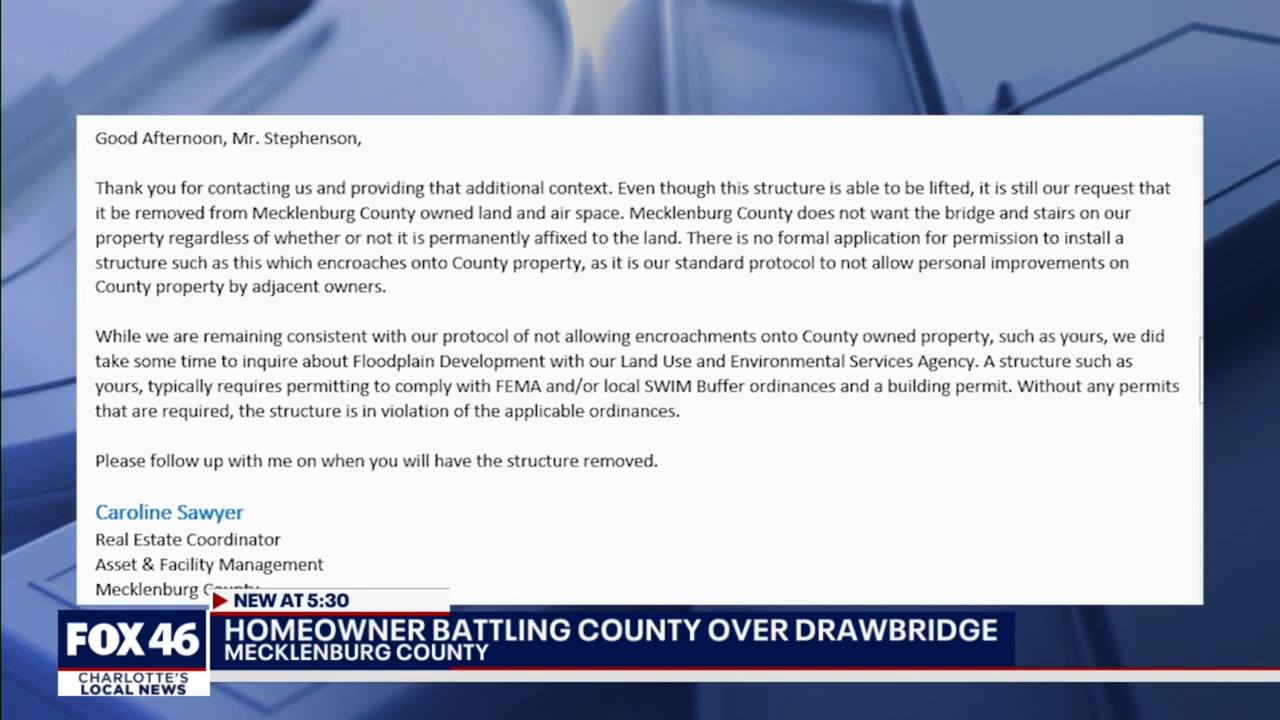 Good Afternoon, Mr. Stephenson,
Thank you for contacting us and providing that additional context. Even though this structure is able to be lifted, it is still our request that
it be removed from Mecklenburg County owned land and air space. Mecklenburg County does not want the bridge and stairs on our
property regardless of whether or not it is permanently affixed to the land. There is no formal application for permission to install a
structure such as this which encroaches onto County property, as it is our standard protocol to not allow personal improvements on
County property by adjacent owners.
While we are remaining consistent with our protocol of not allowing encroachments onto County owned property, such as yours, we did
take some time to inquire about Floodplain Development with our Land Use and Environmental Services Agency. A structure such as
yours, typically requires permitting to comply with FEMA and/or local SWIM Buffer ordinances and a building permit. Without any permits
that are required, the structure is in violation of the applicable ordinances.
Please follow up with me on when you will have the structure removed.
Caroline Sawyer
Real Estate Coordinator
Asset & Facility Management
Mecklenburg County
NEW AT 5:30
HOMEOWNER BATTLING COUNTY OVER DRAWBRIDGE
MECKLENBURG COUNTY
FOX 46
CHARLOTTE'S
LOCAL NEWS